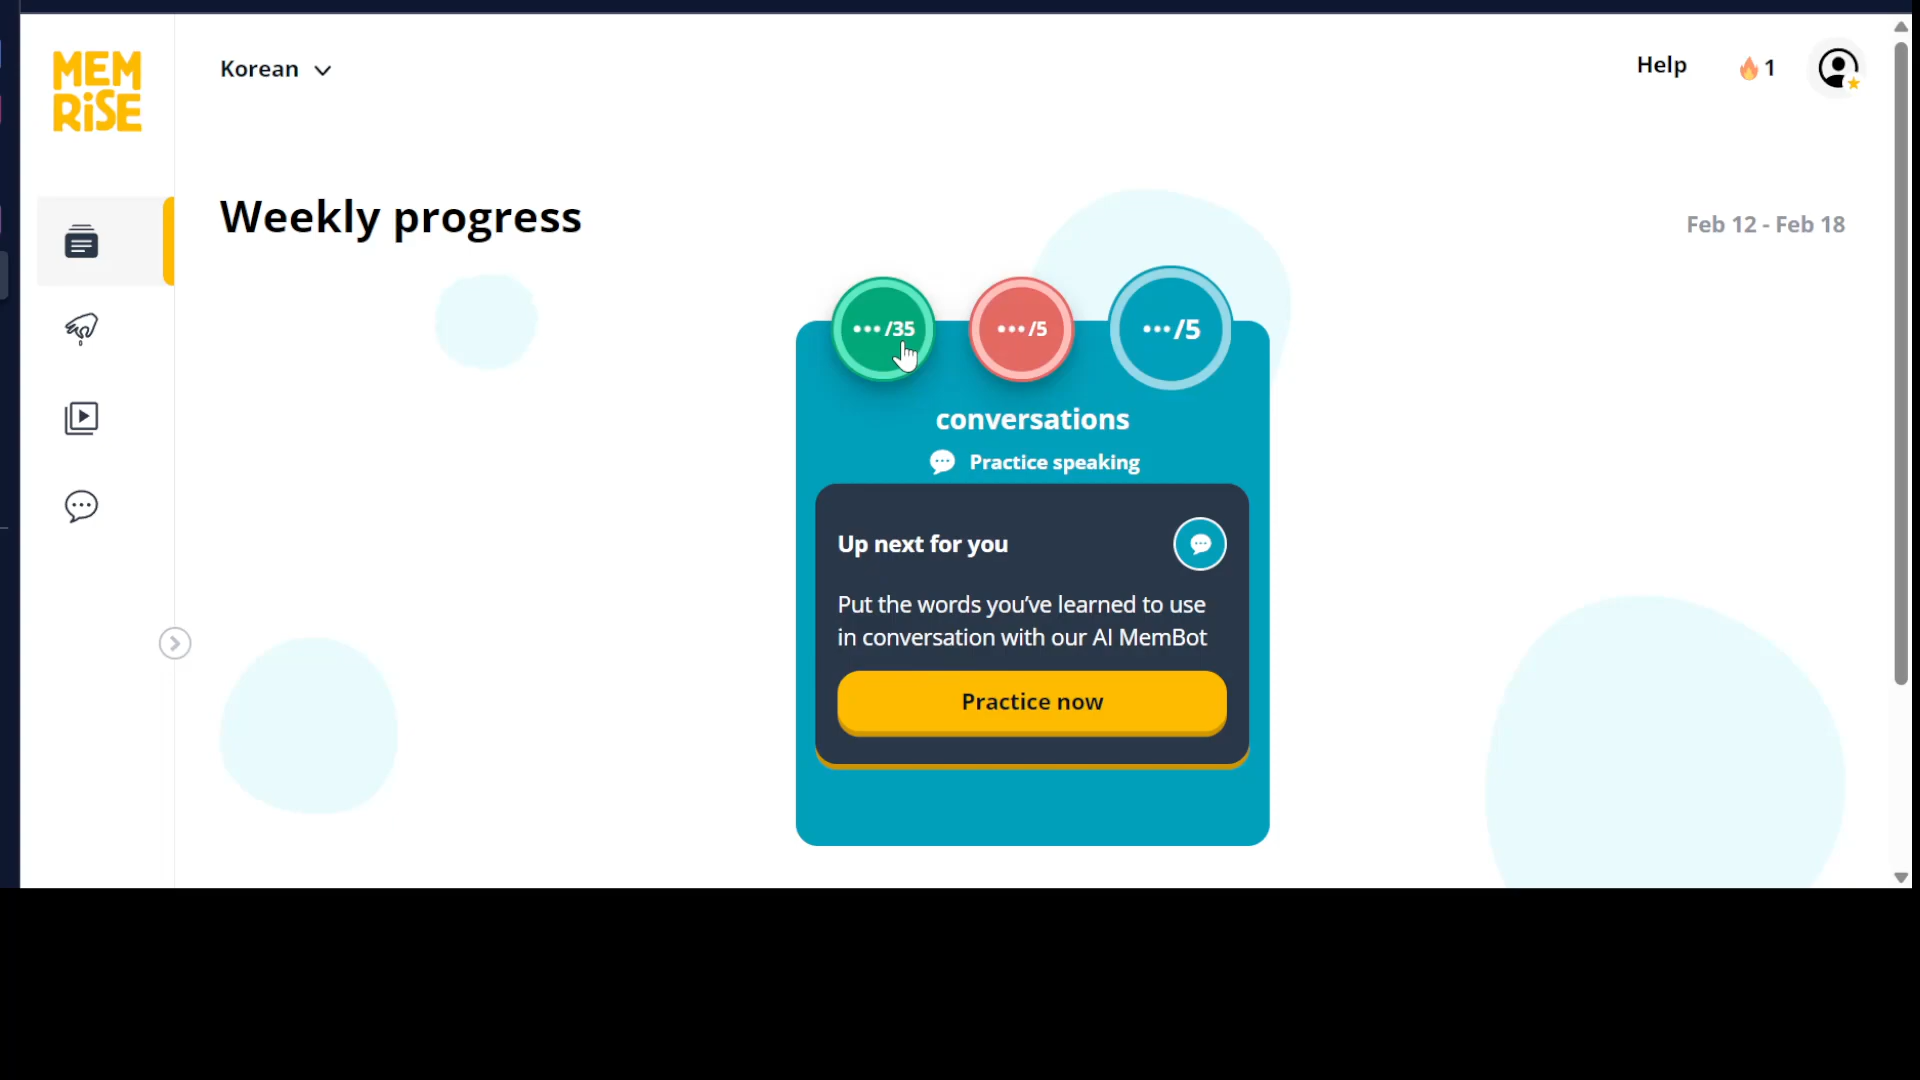 MEM
RiSE
Korean
Help
1
Weekly progress
Feb 12 - Feb 18
•••/35
•••/5
•••/5
conversations
Practice speaking
Up next for you
Put the words you’ve learned to use
in conversation with our AI MemBot
Practice now